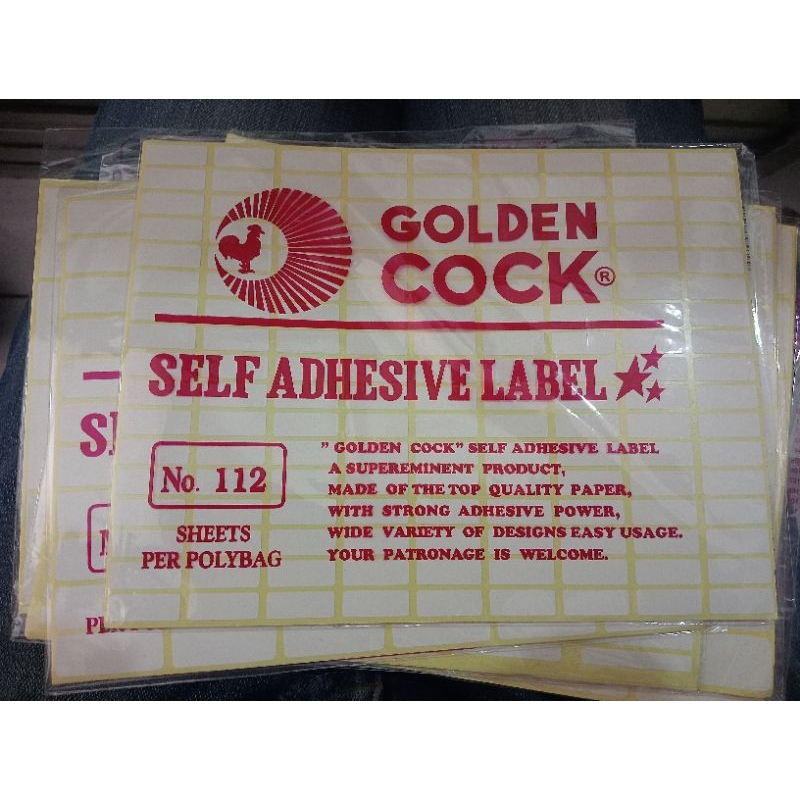 GOLDEN
COCK®
SELF ADHESIVE LABEL
No. 112
SHEETS
PER POLYBAG
" GOLDEN COCK" SELF ADHESIVE LABEL
A SUPEREMINENT PRODUCT,
MADE OF THE TOP QUALITY PAPER,
WITH STRONG ADHESIVE POWER,
WIDE VARIETY OF DESIGNS EASY USAGE.
YOUR PATRONAGE IS WELCOME.